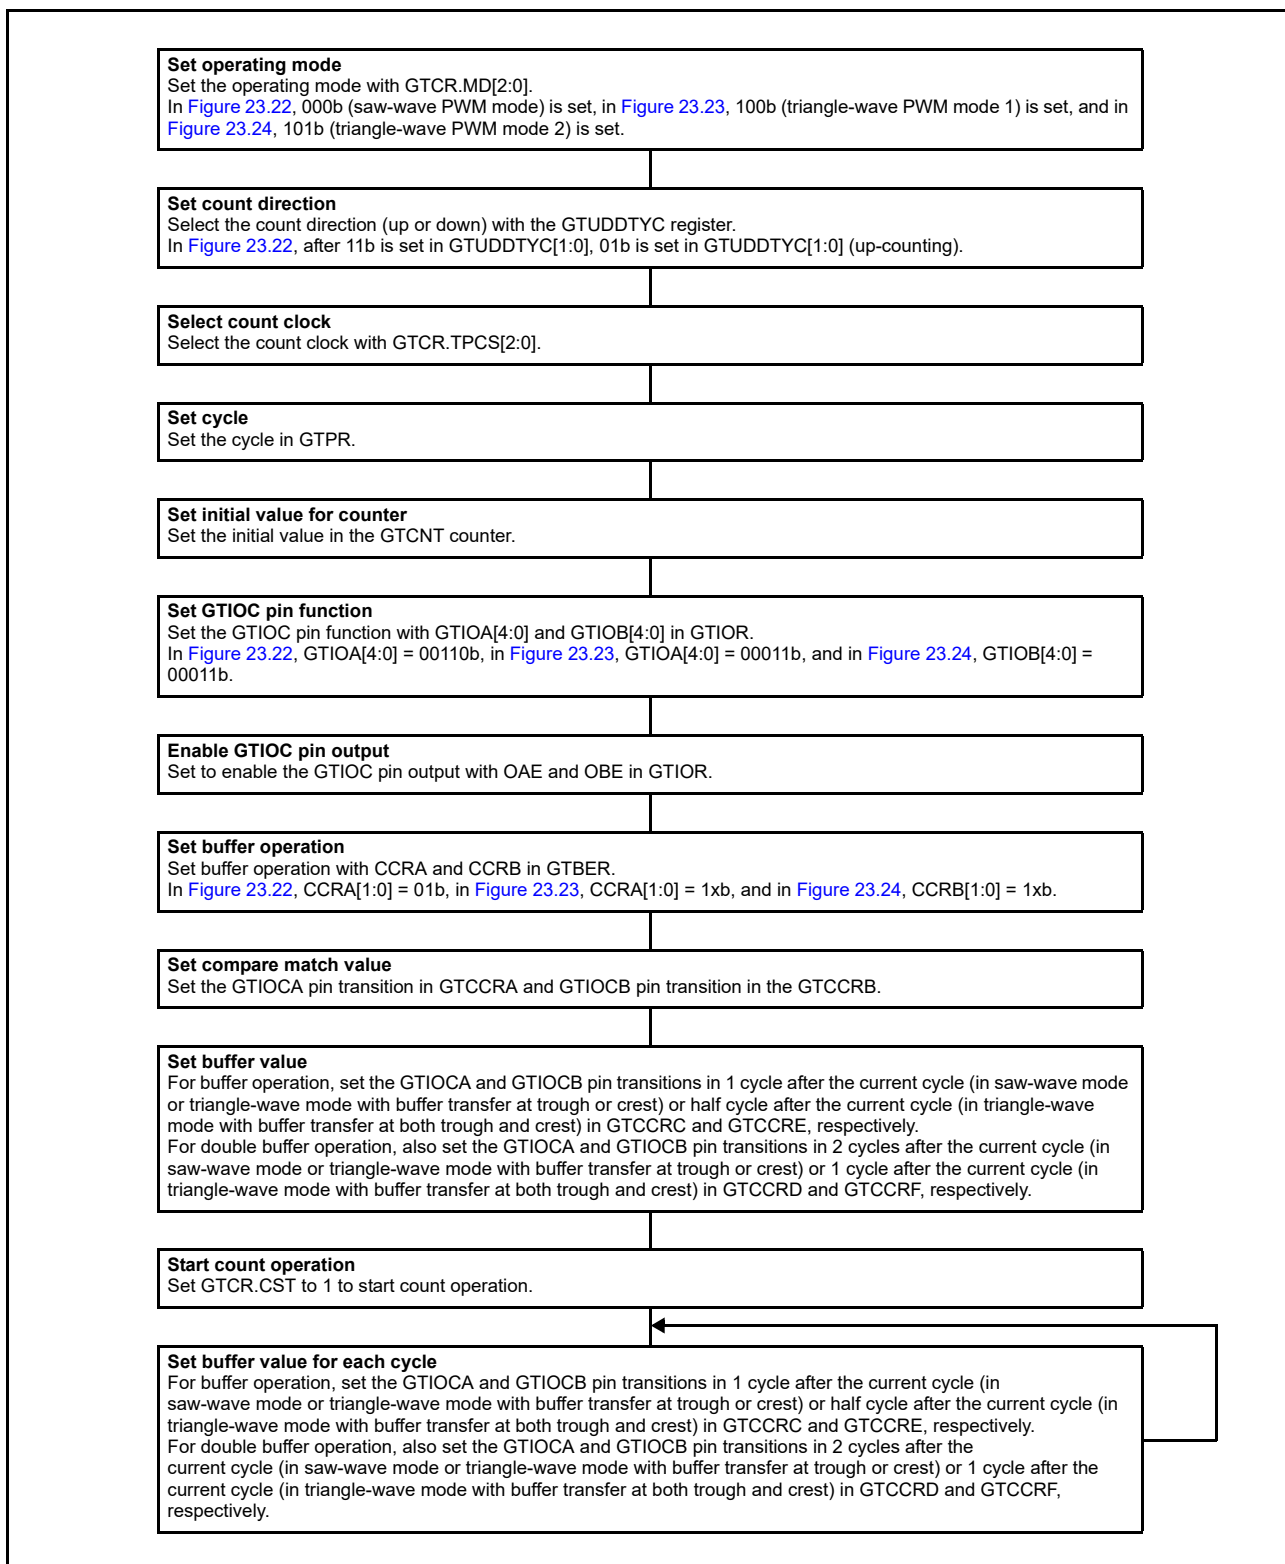 Set operating mode
Set the operating mode with GTCR.MD[2:0].
In Figure 23.22, 000b (saw-wave PWM mode) is set, in Figure 23.23, 100b (triangle-wave PWM mode 1) is set, and in
Figure 23.24, 101b (triangle-wave PWM mode 2) is set.
Set count direction
Select the count direction (up or down) with the GTUDDTYC register.
In Figure 23.22, after 11b is set in GTUDDTYC[1:0], 01b is set in GTUDDTYC[1:0] (up-counting).
Select count clock
Select the count clock with GTCR.TPCS[2:0].
Set cycle
Set the cycle in GTPR.
Set initial value for counter
Set the initial value in the GTCNT counter.
Set GTIOC pin function
Set the GTIOC pin function with GTIOA[4:0] and GTIOB[4:0] in GTIOR.
In Figure 23.22, GTIOA[4:0] = 00110b, in Figure 23.23, GTIOA[4:0] = 00011b, and in Figure 23.24, GTIOB[4:0] =
00011b.
Enable GTIOC pin output
Set to enable the GTIOC pin output with OAE and OBE in GTIOR.
Set buffer operation
Set buffer operation with CCRA and CCRB in GTBER.
In Figure 23.22, CCRA[1:0] = 01b, in Figure 23.23, CCRA[1:0] = 1xb, and in Figure 23.24, CCRB[1:0] = 1xb.
Set compare match value
Set the GTIOCA pin transition in GTCCRA and GTIOCB pin transition in the GTCCRB.
Set buffer value
For buffer operation, set the GTIOCA and GTIOCB pin transitions in 1 cycle after the current cycle (in saw-wave mode
or triangle-wave mode with buffer transfer at trough or crest) or half cycle after the current cycle (in triangle-wave
mode with buffer transfer at both trough and crest) in GTCCRC and GTCCRE, respectively.
For double buffer operation, also set the GTIOCA and GTIOCB pin transitions in 2 cycles after the current cycle (in
saw-wave mode or triangle-wave mode with buffer transfer at trough or crest) or 1 cycle after the current cycle (in
triangle-wave mode with buffer transfer at both trough and crest) in GTCCRD and GTCCRF, respectively.
Start count operation
Set GTCR.CST to 1 to start count operation.
Set buffer value for each cycle
For buffer operation, set the GTIOCA and GTIOCB pin transitions in 1 cycle after the current cycle (in
saw-wave mode or triangle-wave mode with buffer transfer at trough or crest) or half cycle after the current cycle (in
triangle-wave mode with buffer transfer at both trough and crest) in GTCCRC and GTCCRE, respectively.
For double buffer operation, also set the GTIOCA and GTIOCB pin transitions in 2 cycles after the
current cycle (in saw-wave mode or triangle-wave mode with buffer transfer at trough or crest) or 1 cycle after the
current cycle (in triangle-wave mode with buffer transfer at both trough and crest) in GTCCRD and GTCCRF,
respectively.